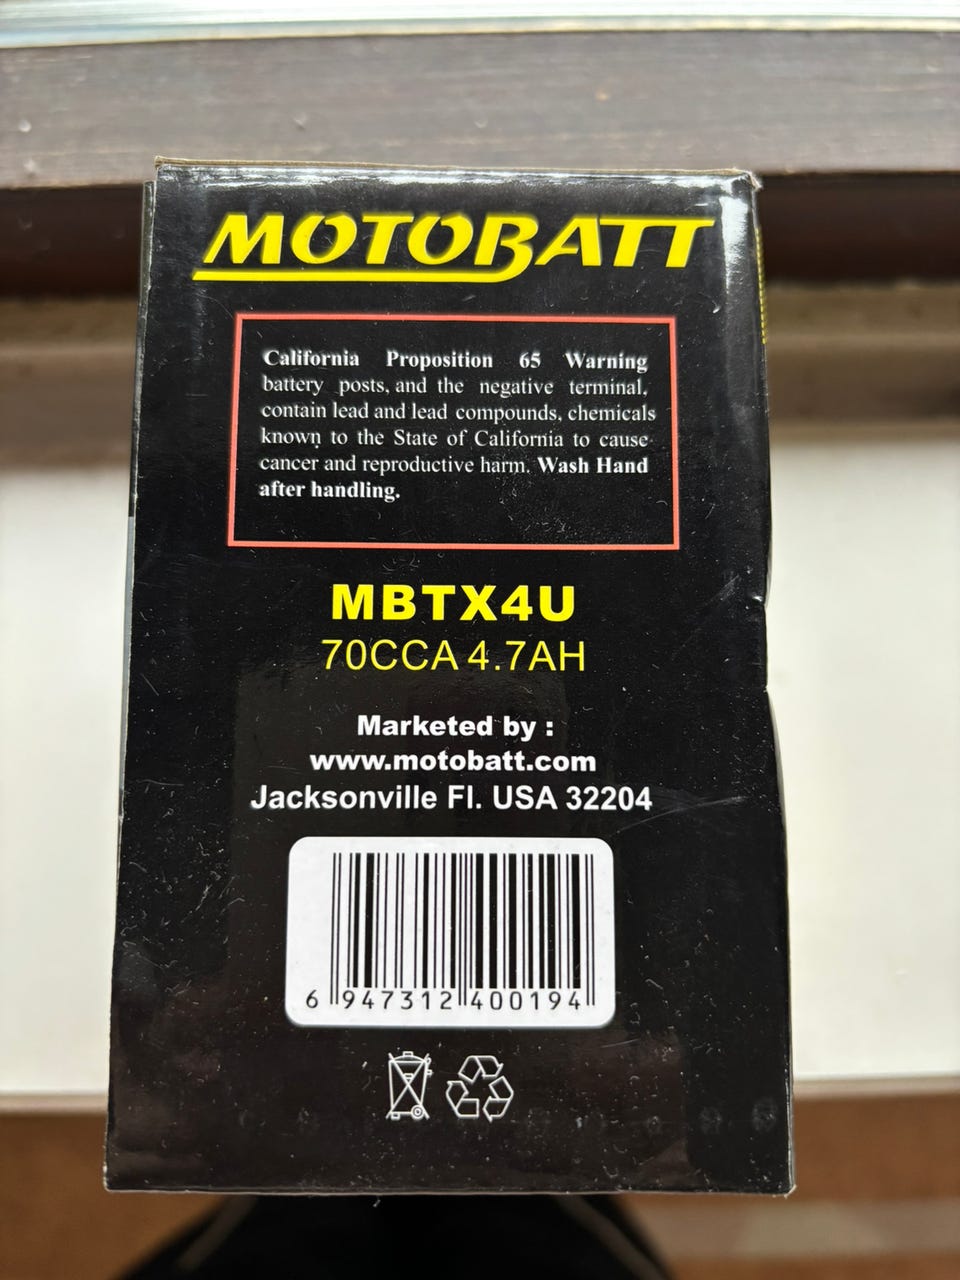 MOTOBATT
California Proposition 65 Warning
battery posts, and the negative terminal,
contain lead and lead compounds, chemicals
known to the State of California to cause
cancer and reproductive harm. Wash Hand
after handling.
MBTX4U
70CCA 4.7AH
Marketed by :
www.motobatt.com
Jacksonville Fl. USA 32204
6 947312 400194